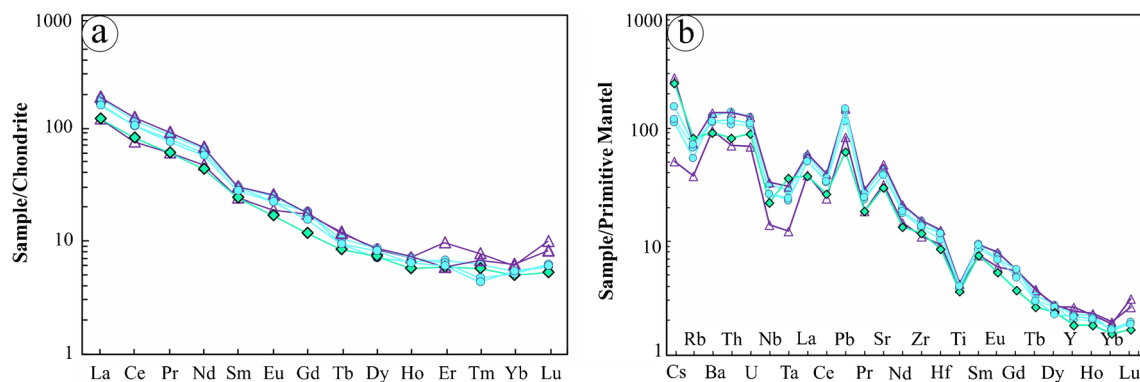 a
1000
100
10
1
Sample/Chondrite
La Ce Pr Nd Sm Eu Gd Tb Dy Ho Er Tm Yb Lu
b
1000
100
10
1
Sample/Primitive Mantel
Rb Th Nb La Pb Sr Zr Ti Eu Tb Y Yb
Cs Ba U Ta Ce Pr Nd Hf Sm Gd Dy Ho Lu